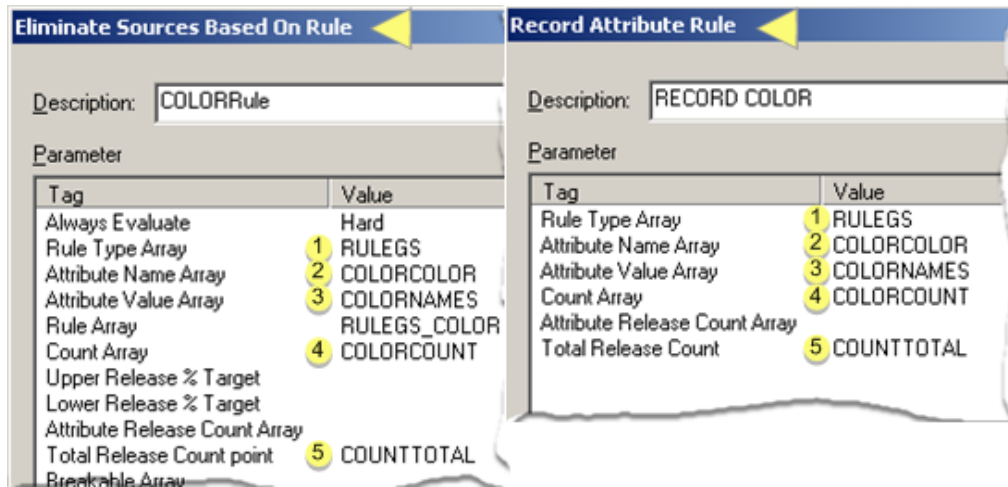 Eliminate Sources Based On Rule
Description: COLORRule
Parameter
Tag Value
Always Evaluate Hard
Rule Type Array 1 RULEGS
Attribute Name Array 2 COLORCOLOR
Attribute Value Array 3 COLORNAMES
Rule Array RULEGS_COLOR
Count Array 4 COLORCOUNT
Upper Release % Target
Lower Release % Target
Attribute Release Count Array
Total Release Count point 5 COUNTTOTAL
Breakable Array
Record Attribute Rule
Description: RECORD COLOR
Parameter
Tag Value
Rule Type Array 1 RULEGS
Attribute Name Array 2 COLORCOLOR
Attribute Value Array 3 COLORNAMES
Count Array 4 COLORCOUNT
Attribute Release Count Array
Total Release Count 5 COUNTTOTAL